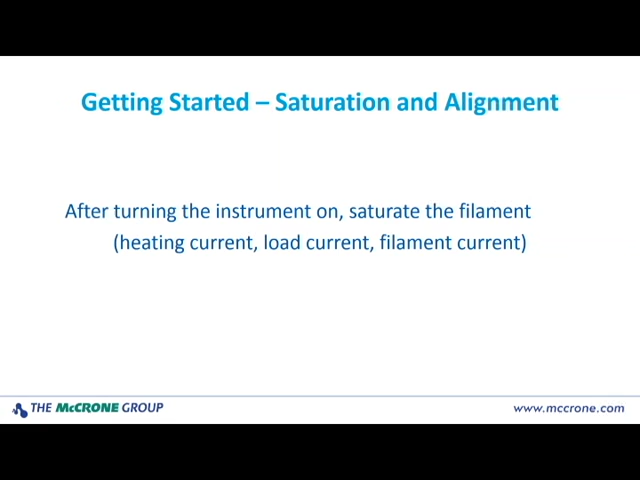 Getting Started – Saturation and Alignment
After turning the instrument on, saturate the filament
(heating current, load current, filament current)
THE McCRONE GROUP
www.mccrone.com